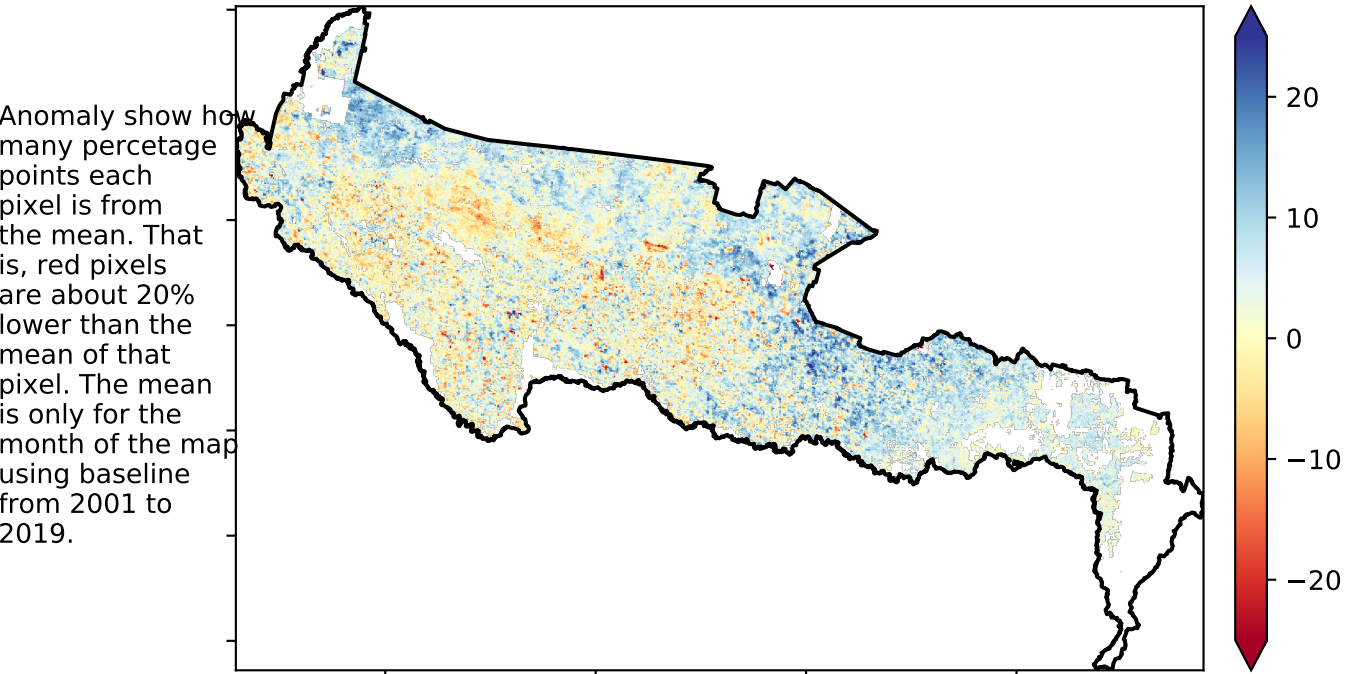 Anomaly show how
many percetage
points each
pixel is from
the mean. That
is, red pixels
are about 20%
lower than the
mean of that
pixel. The mean
is only for the
month of the map
using baseline
from 2001 to
2019.
20
10
0
−10
−20